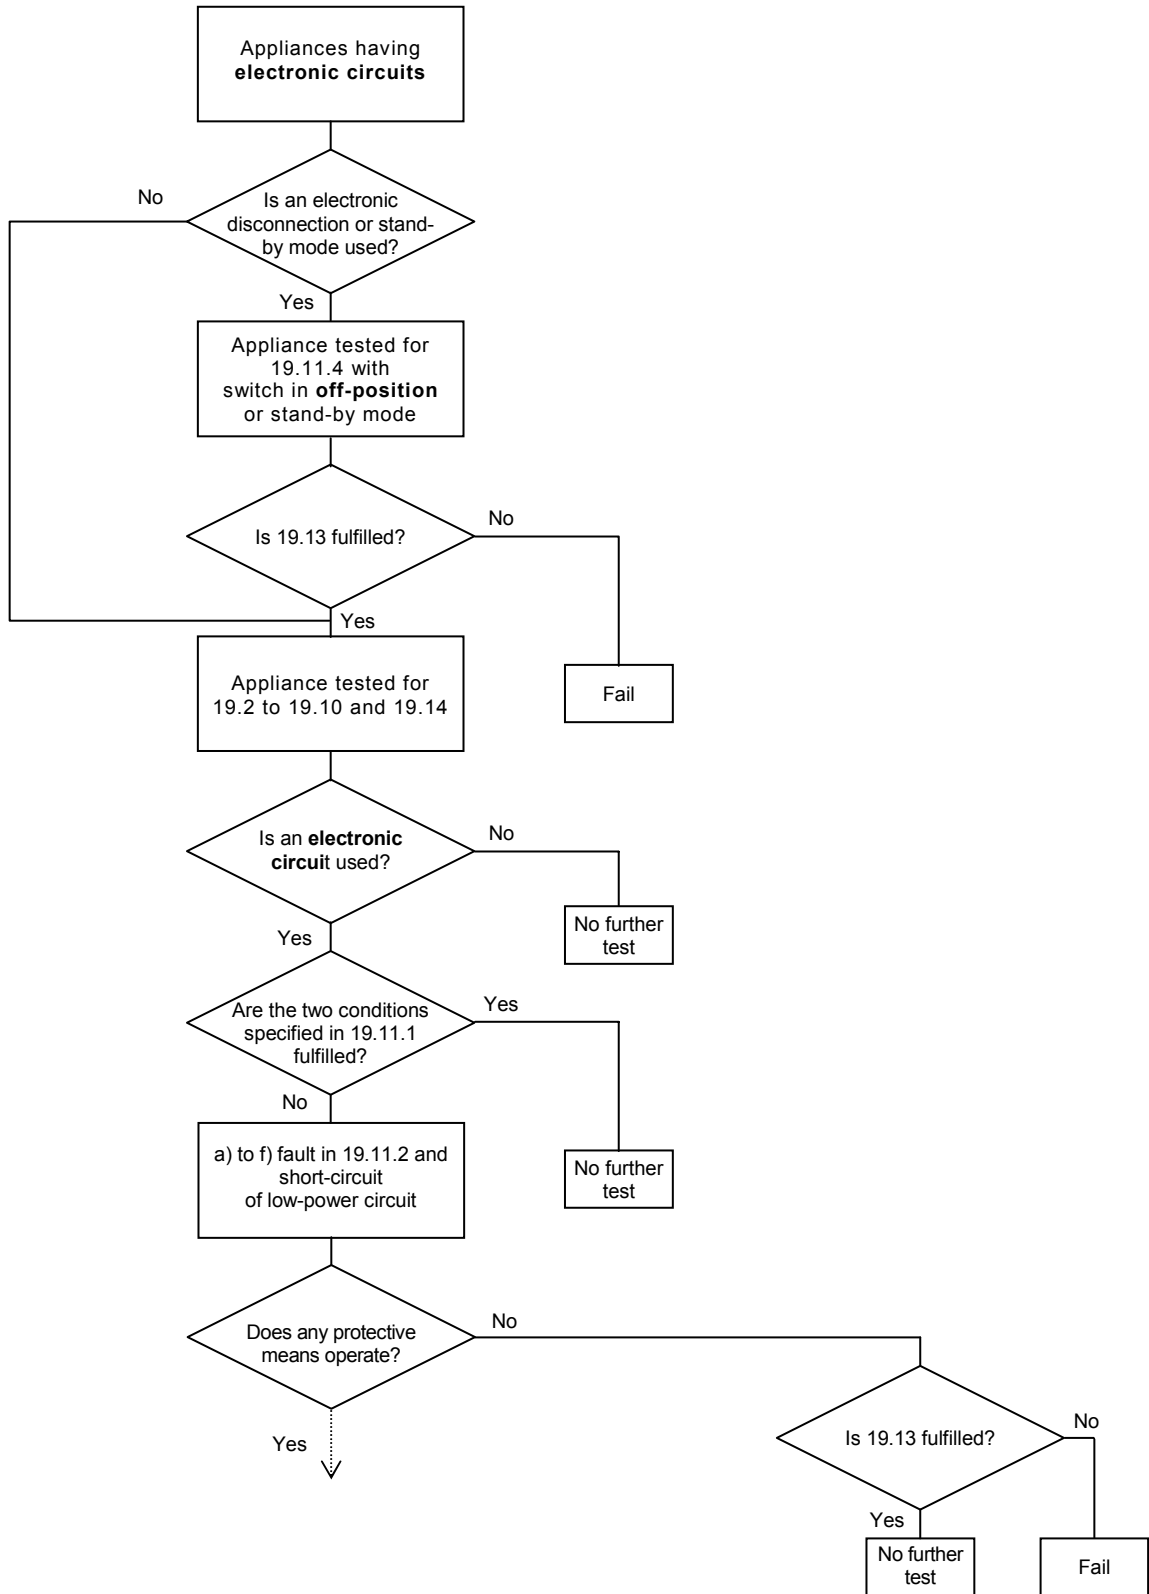 Appliances having
electronic circuits
No
Is an electronic
disconnection or stand-
by mode used?
Yes
Appliance tested for
19.11.4 with
switch in off-position
or stand-by mode
No
Is 19.13 fulfilled?
Yes
Appliance tested for
19.2 to 19.10 and 19.14
Fail
Is an electronic
circuit used?
No
No further
test
Yes
Are the two conditions
specified in 19.11.1
fulfilled?
Yes
No
a) to f) fault in 19.11.2 and
short-circuit
of low-power circuit
No further
test
Does any protective
means operate?
No
Yes
Is 19.13 fulfilled?
No
Yes
No further
test
Fail